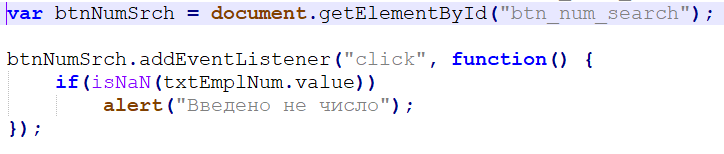 var btnNumSrch = document.getElementById("btn_num_search");
btnNumSrch.addEventListener("click", function() {
if(isNaN(txtEmplNum.value))
alert("Введено не число");
});